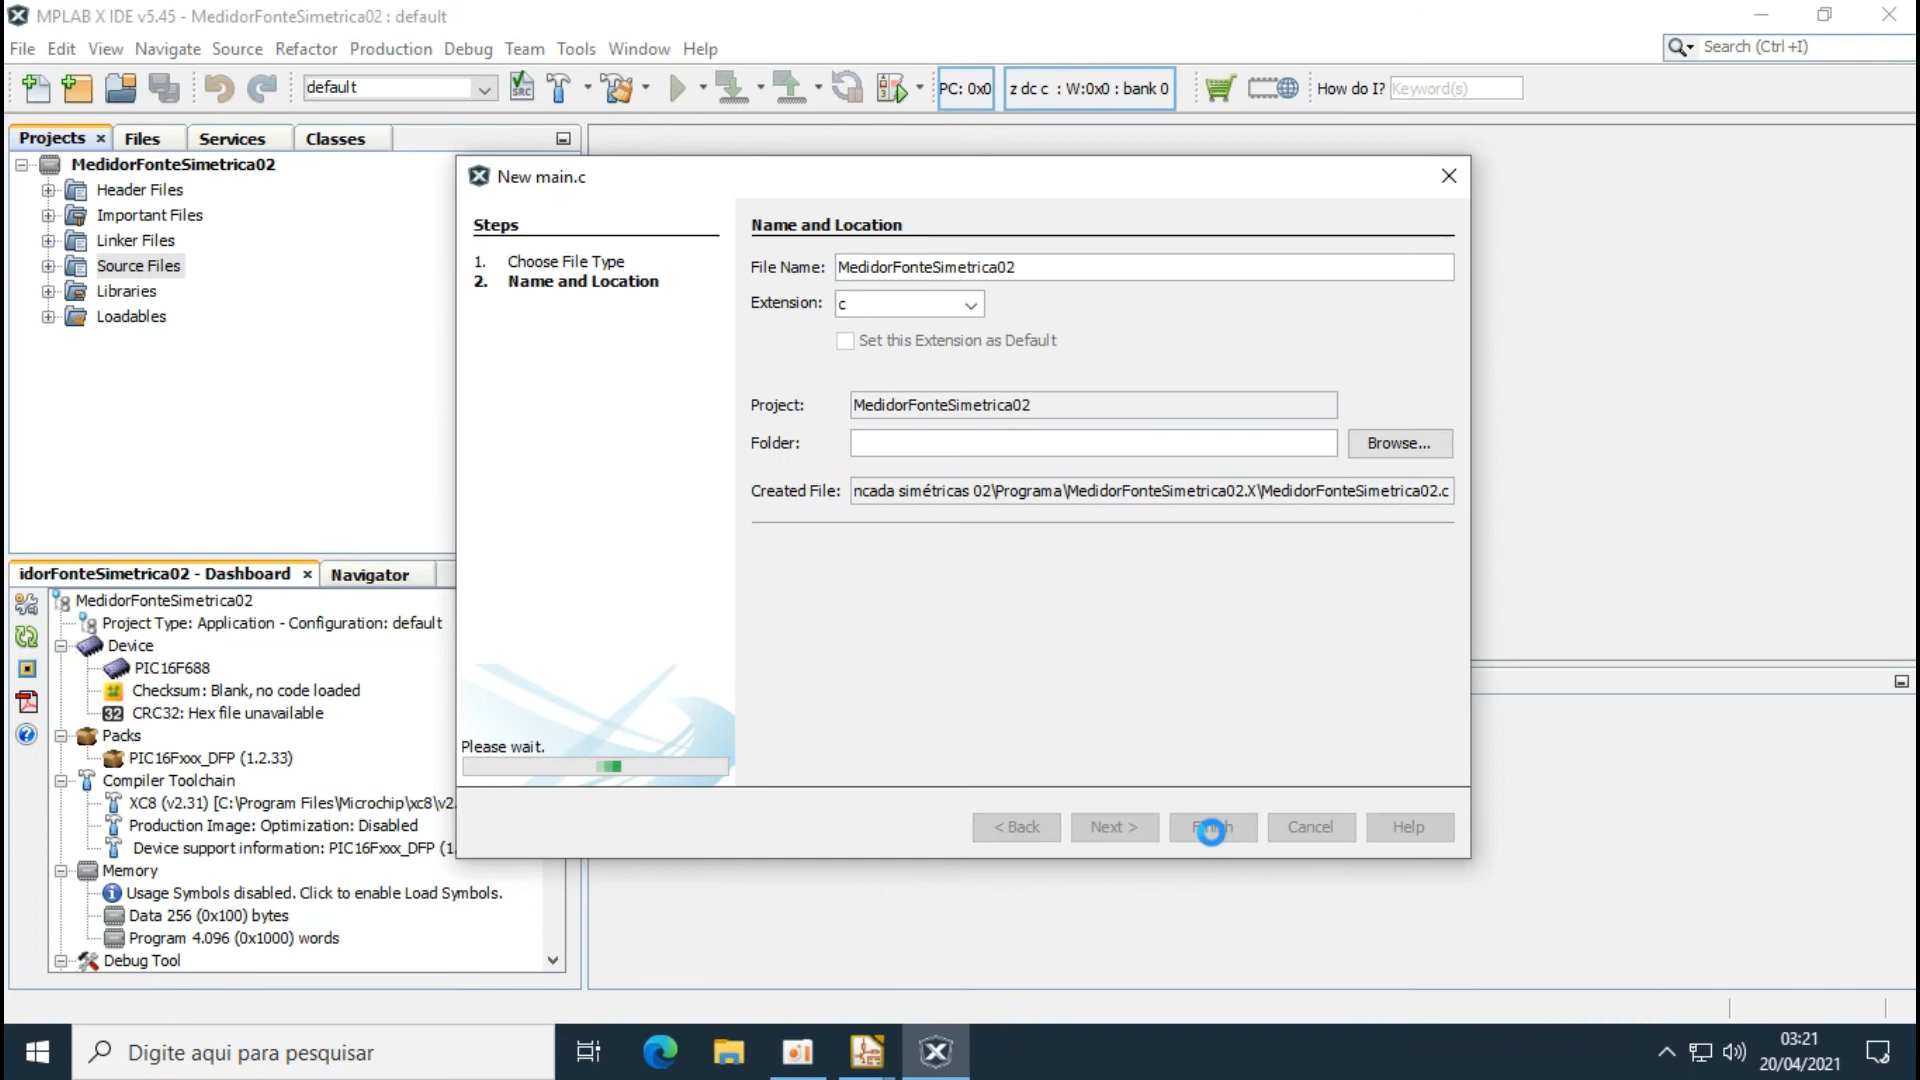 MPLAB X IDE v5.45 - MedidorFonteSimetrica02 : default
File Edit View Navigate Source Refactor Production Debug Team Tools Window Help
Search (Ctrl+I)
default
PC: 0x0
z dc c : W:0x0 : bank 0
How do I?
Keyword(s)
Projects
Files
Services
Classes
MedidorFonteSimetrica02
Header Files
Important Files
Linker Files
Source Files
Libraries
Loadables
New main.c
Steps
1. Choose File Type
2. Name and Location
Name and Location
File Name: MedidorFonteSimetrica02
Extension: c
Set this Extension as Default
Project: MedidorFonteSimetrica02
Folder:
Browse...
Created File: ncada simétricas 02\Programa\MedidorFonteSimetrica02.X\MedidorFonteSimetrica02.c
Please wait.
< Back
Next >
Cancel
Help
idorFonteSimetrica02 - Dashboard
Navigator
MedidorFonteSimetrica02
Project Type: Application - Configuration: default
Device
PIC16F688
Checksum: Blank, no code loaded
32 CRC32: Hex file unavailable
Packs
PIC16Fxxx_DFP (1.2.33)
Compiler Toolchain
XC8 (v2.31) [C:\Program Files\Microchip\xc8\v2.
Production Image: Optimization: Disabled
Device support information: PIC16Fxxx_DFP (1.
Memory
Usage Symbols disabled. Click to enable Load Symbols.
Data 256 (0x100) bytes
Program 4.096 (0x1000) words
Debug Tool
Digite aqui para pesquisar
03:21
20/04/2021